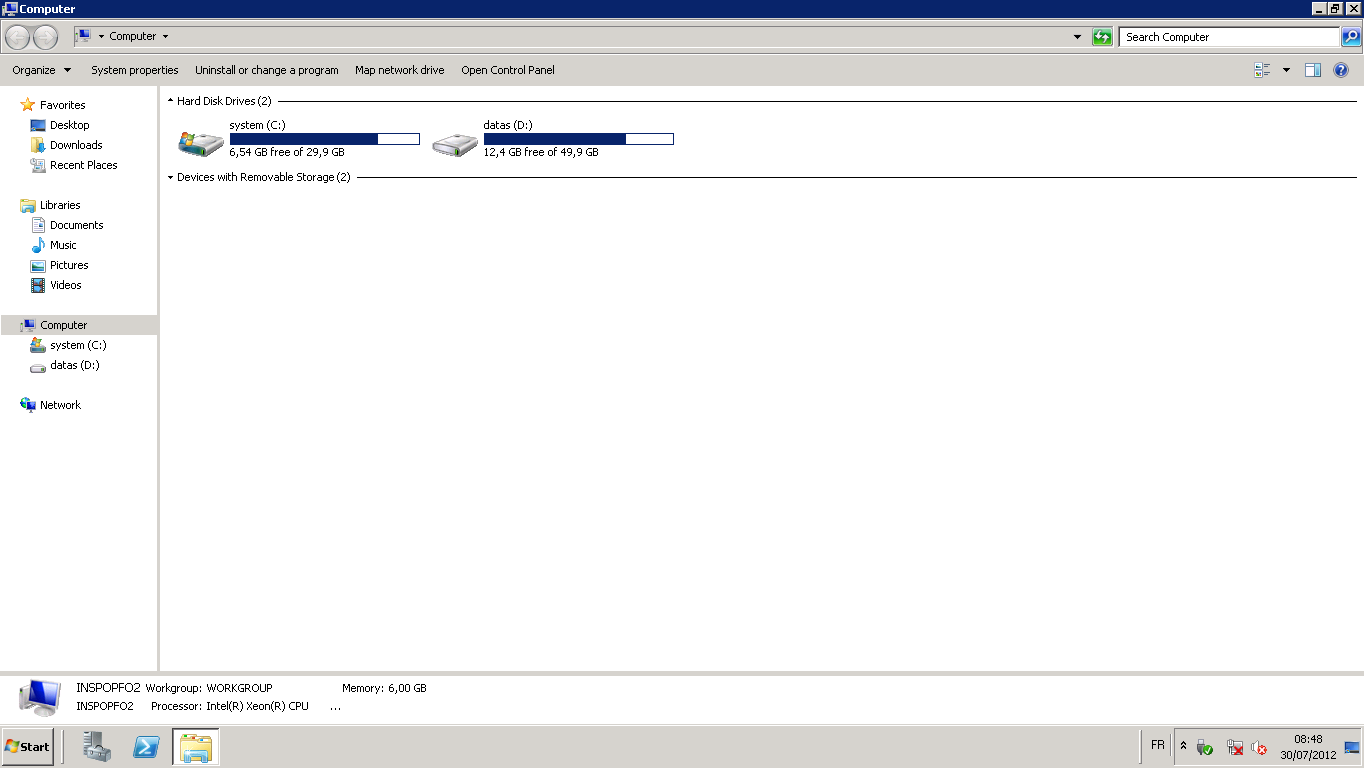 Computer
Computer
Search Computer
Organize System properties Uninstall or change a program Map network drive Open Control Panel
Favorites
Desktop
Downloads
Recent Places
Libraries
Documents
Music
Pictures
Videos
Computer
system (C:)
datas (D:)
Network
Hard Disk Drives (2)
system (C:)
6,54 GB free of 29,9 GB
datas (D:)
12,4 GB free of 49,9 GB
Devices with Removable Storage (2)
INSPOPFO2 Workgroup: WORKGROUP Memory: 6,00 GB
INSPOPFO2 Processor: Intel(R) Xeon(R) CPU ...
Start
FR
08:48
30/07/2012